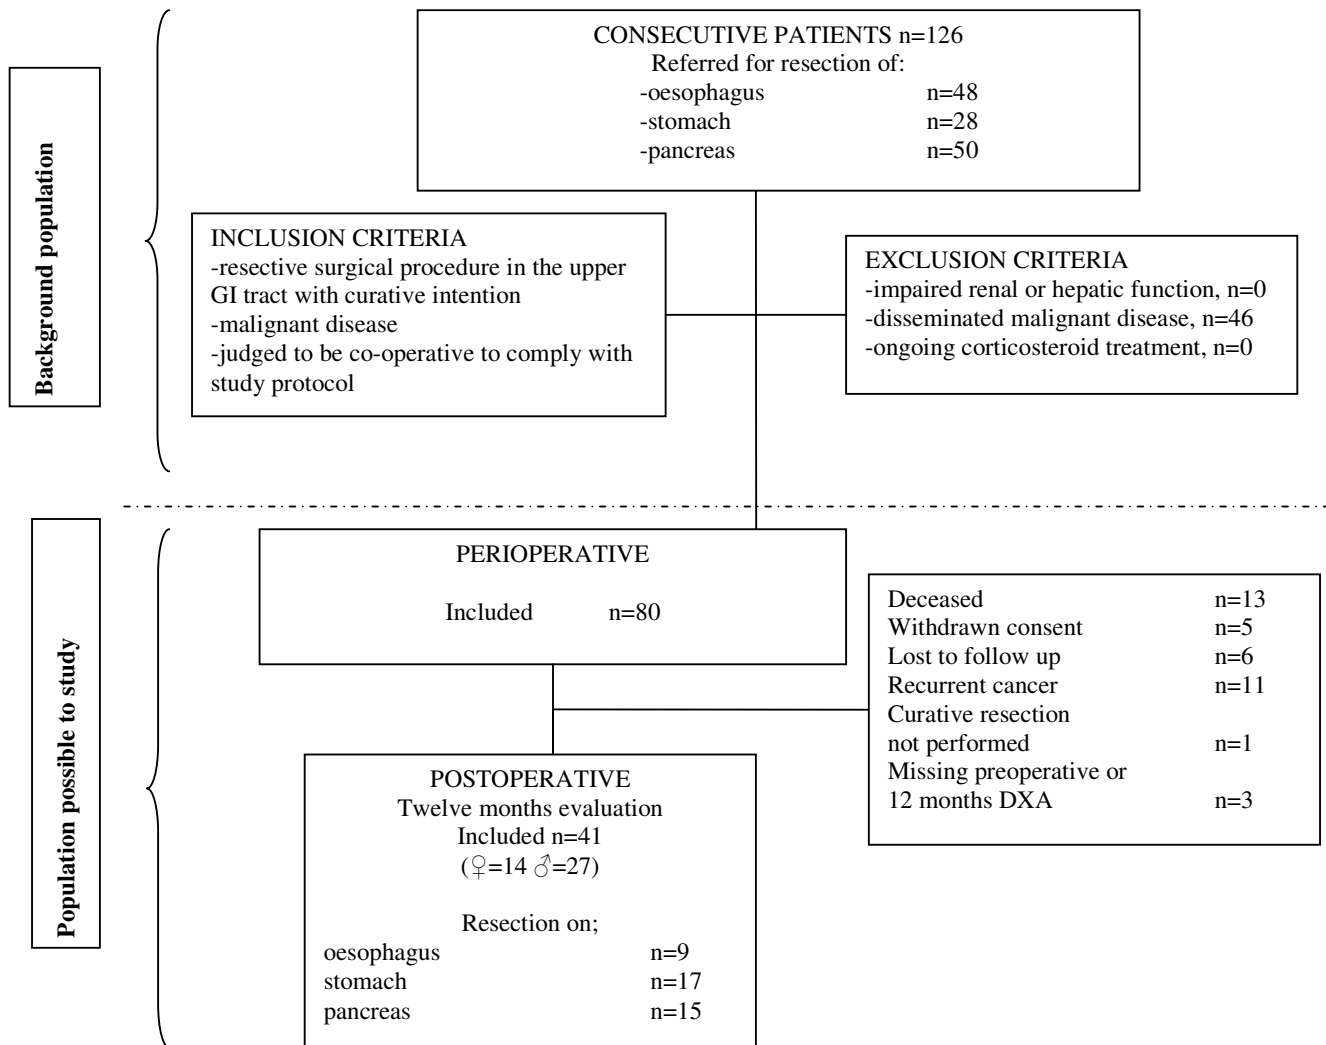 CONSECUTIVE PATIENTS n=126
Referred for resection of:
-oesophagus n=48
-stomach n=28
-pancreas n=50
Background population
INCLUSION CRITERIA
-resective surgical procedure in the upper
GI tract with curative intention
-malignant disease
-judged to be co-operative to comply with
study protocol
EXCLUSION CRITERIA
-impaired renal or hepatic function, n=0
-disseminated malignant disease, n=46
-ongoing corticosteroid treatment, n=0
Population possible to study
PERIOPERATIVE
Included n=80
Deceased n=13
Withdrawn consent n=5
Lost to follow up n=6
Recurrent cancer n=11
Curative resection
not performed n=1
Missing preoperative or
12 months DXA n=3
POSTOPERATIVE
Twelve months evaluation
Included n=41
(♀=14 ♂=27)
Resection on;
oesophagus n=9
stomach n=17
pancreas n=15